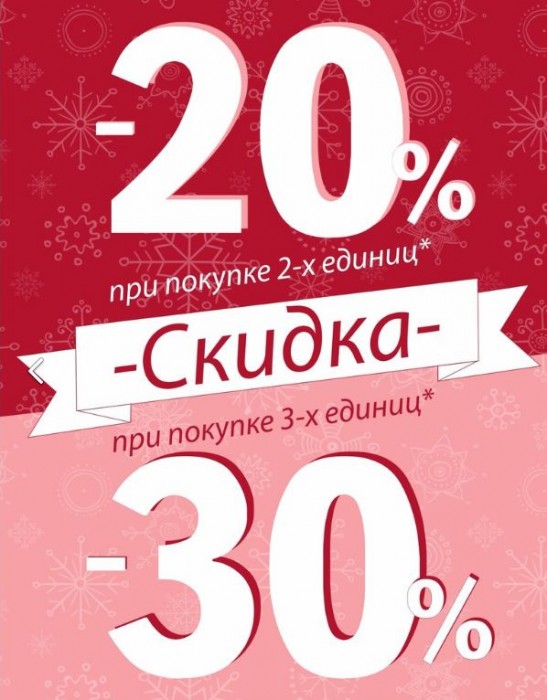 -20%
при покупке 2-х единиц*
-Скидка-
при покупке 3-х единиц*
-30%